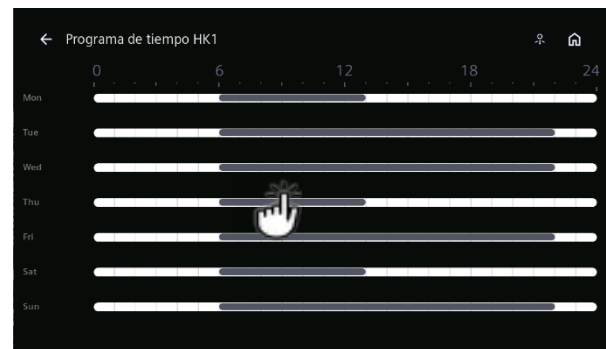 Programa de tiempo HK1
0 6 12 18 24
Mon
Tue
Wed
Thu
Fri
Sat
Sun